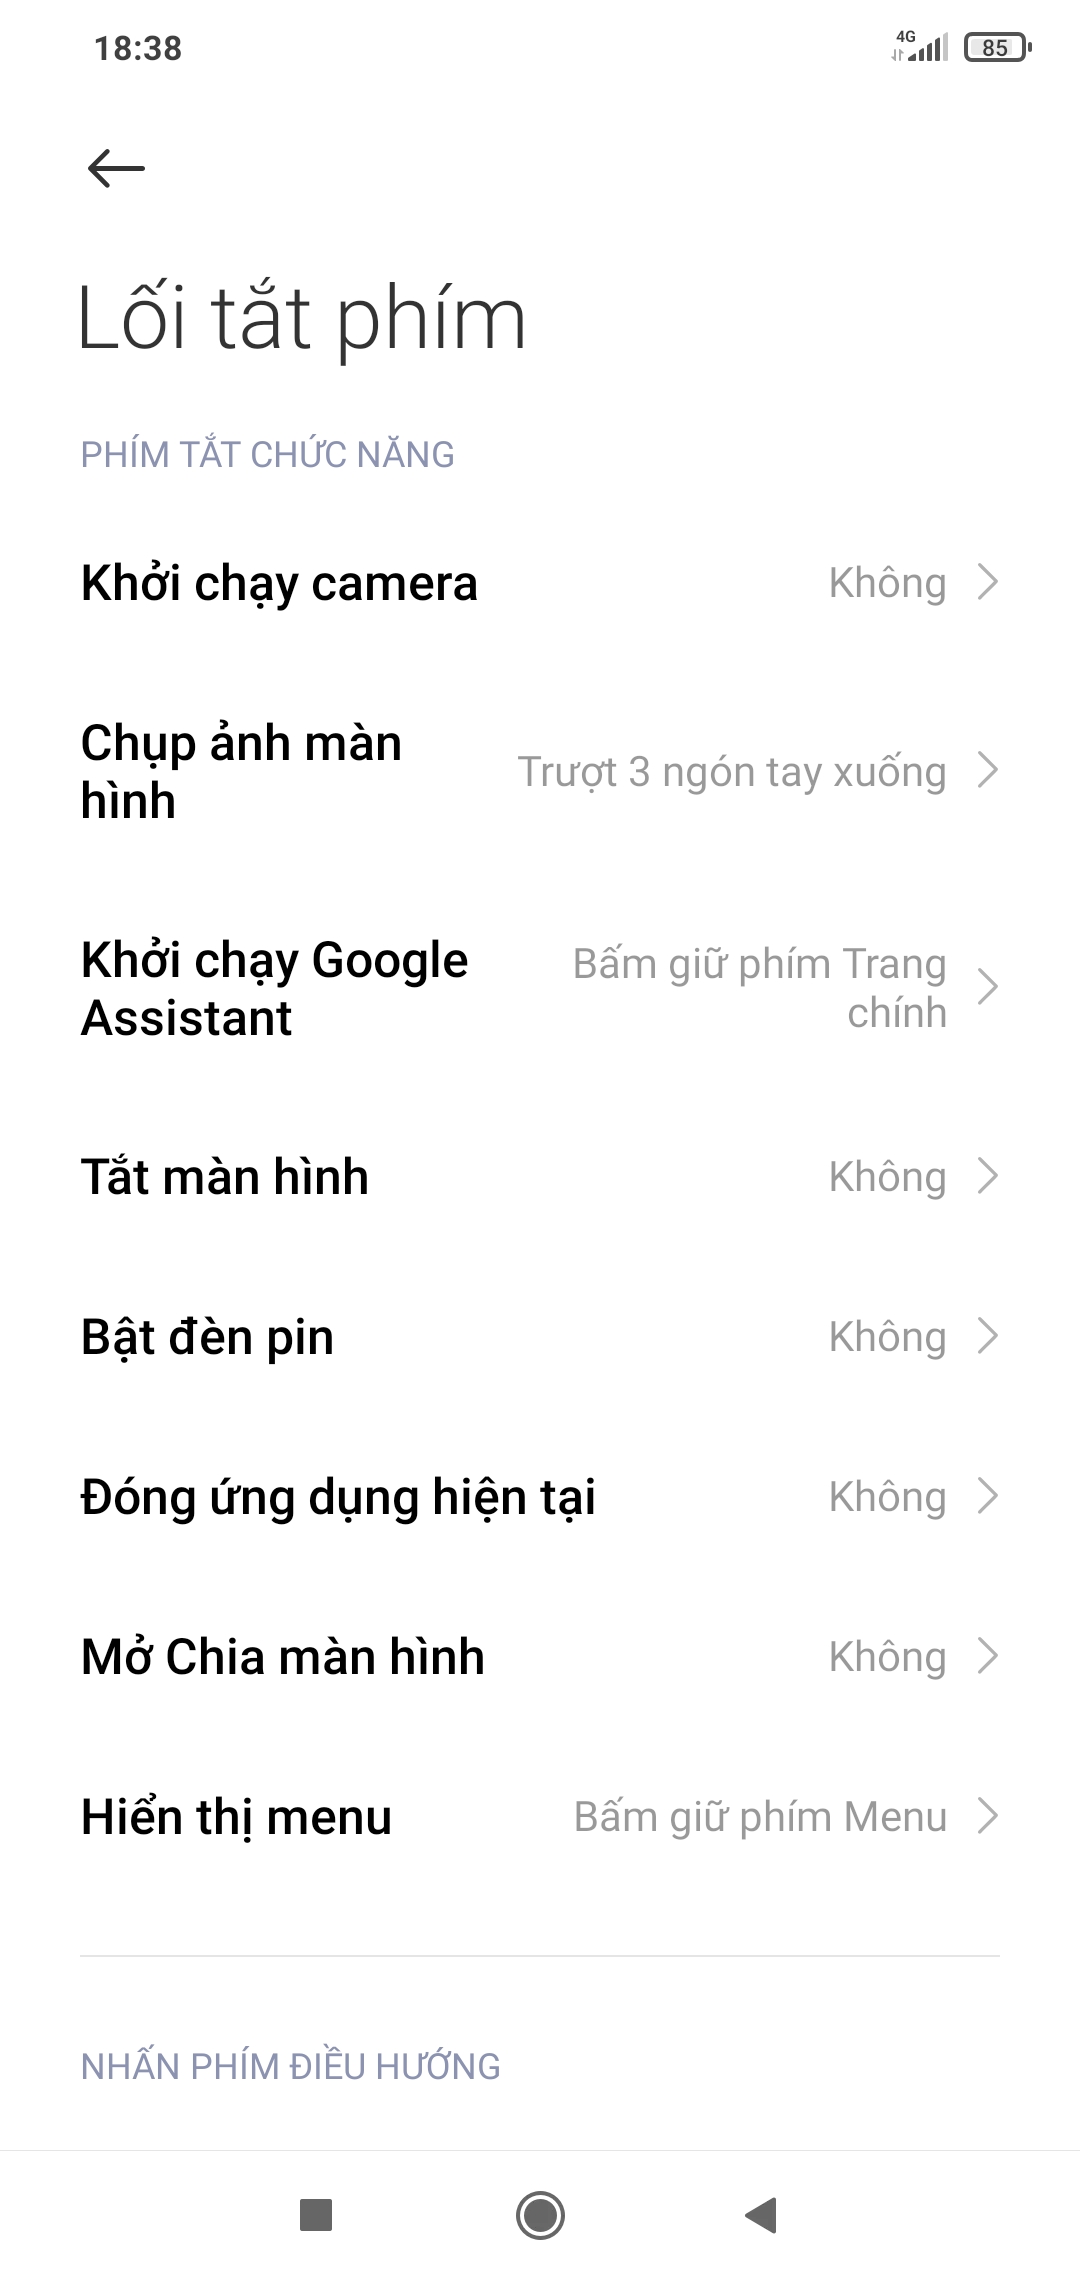 18:38
4G
85
Lối tắt phím
PHÍM TẮT CHỨC NĂNG
Khởi chạy camera
Không
Chụp ảnh màn
hình
Trượt 3 ngón tay xuống
Khởi chạy Google
Assistant
Bấm giữ phím Trang
chính
Tắt màn hình
Không
Bật đèn pin
Không
Đóng ứng dụng hiện tại
Không
Mở Chia màn hình
Không
Hiển thị menu
Bấm giữ phím Menu
NHẤN PHÍM ĐIỀU HƯỚNG